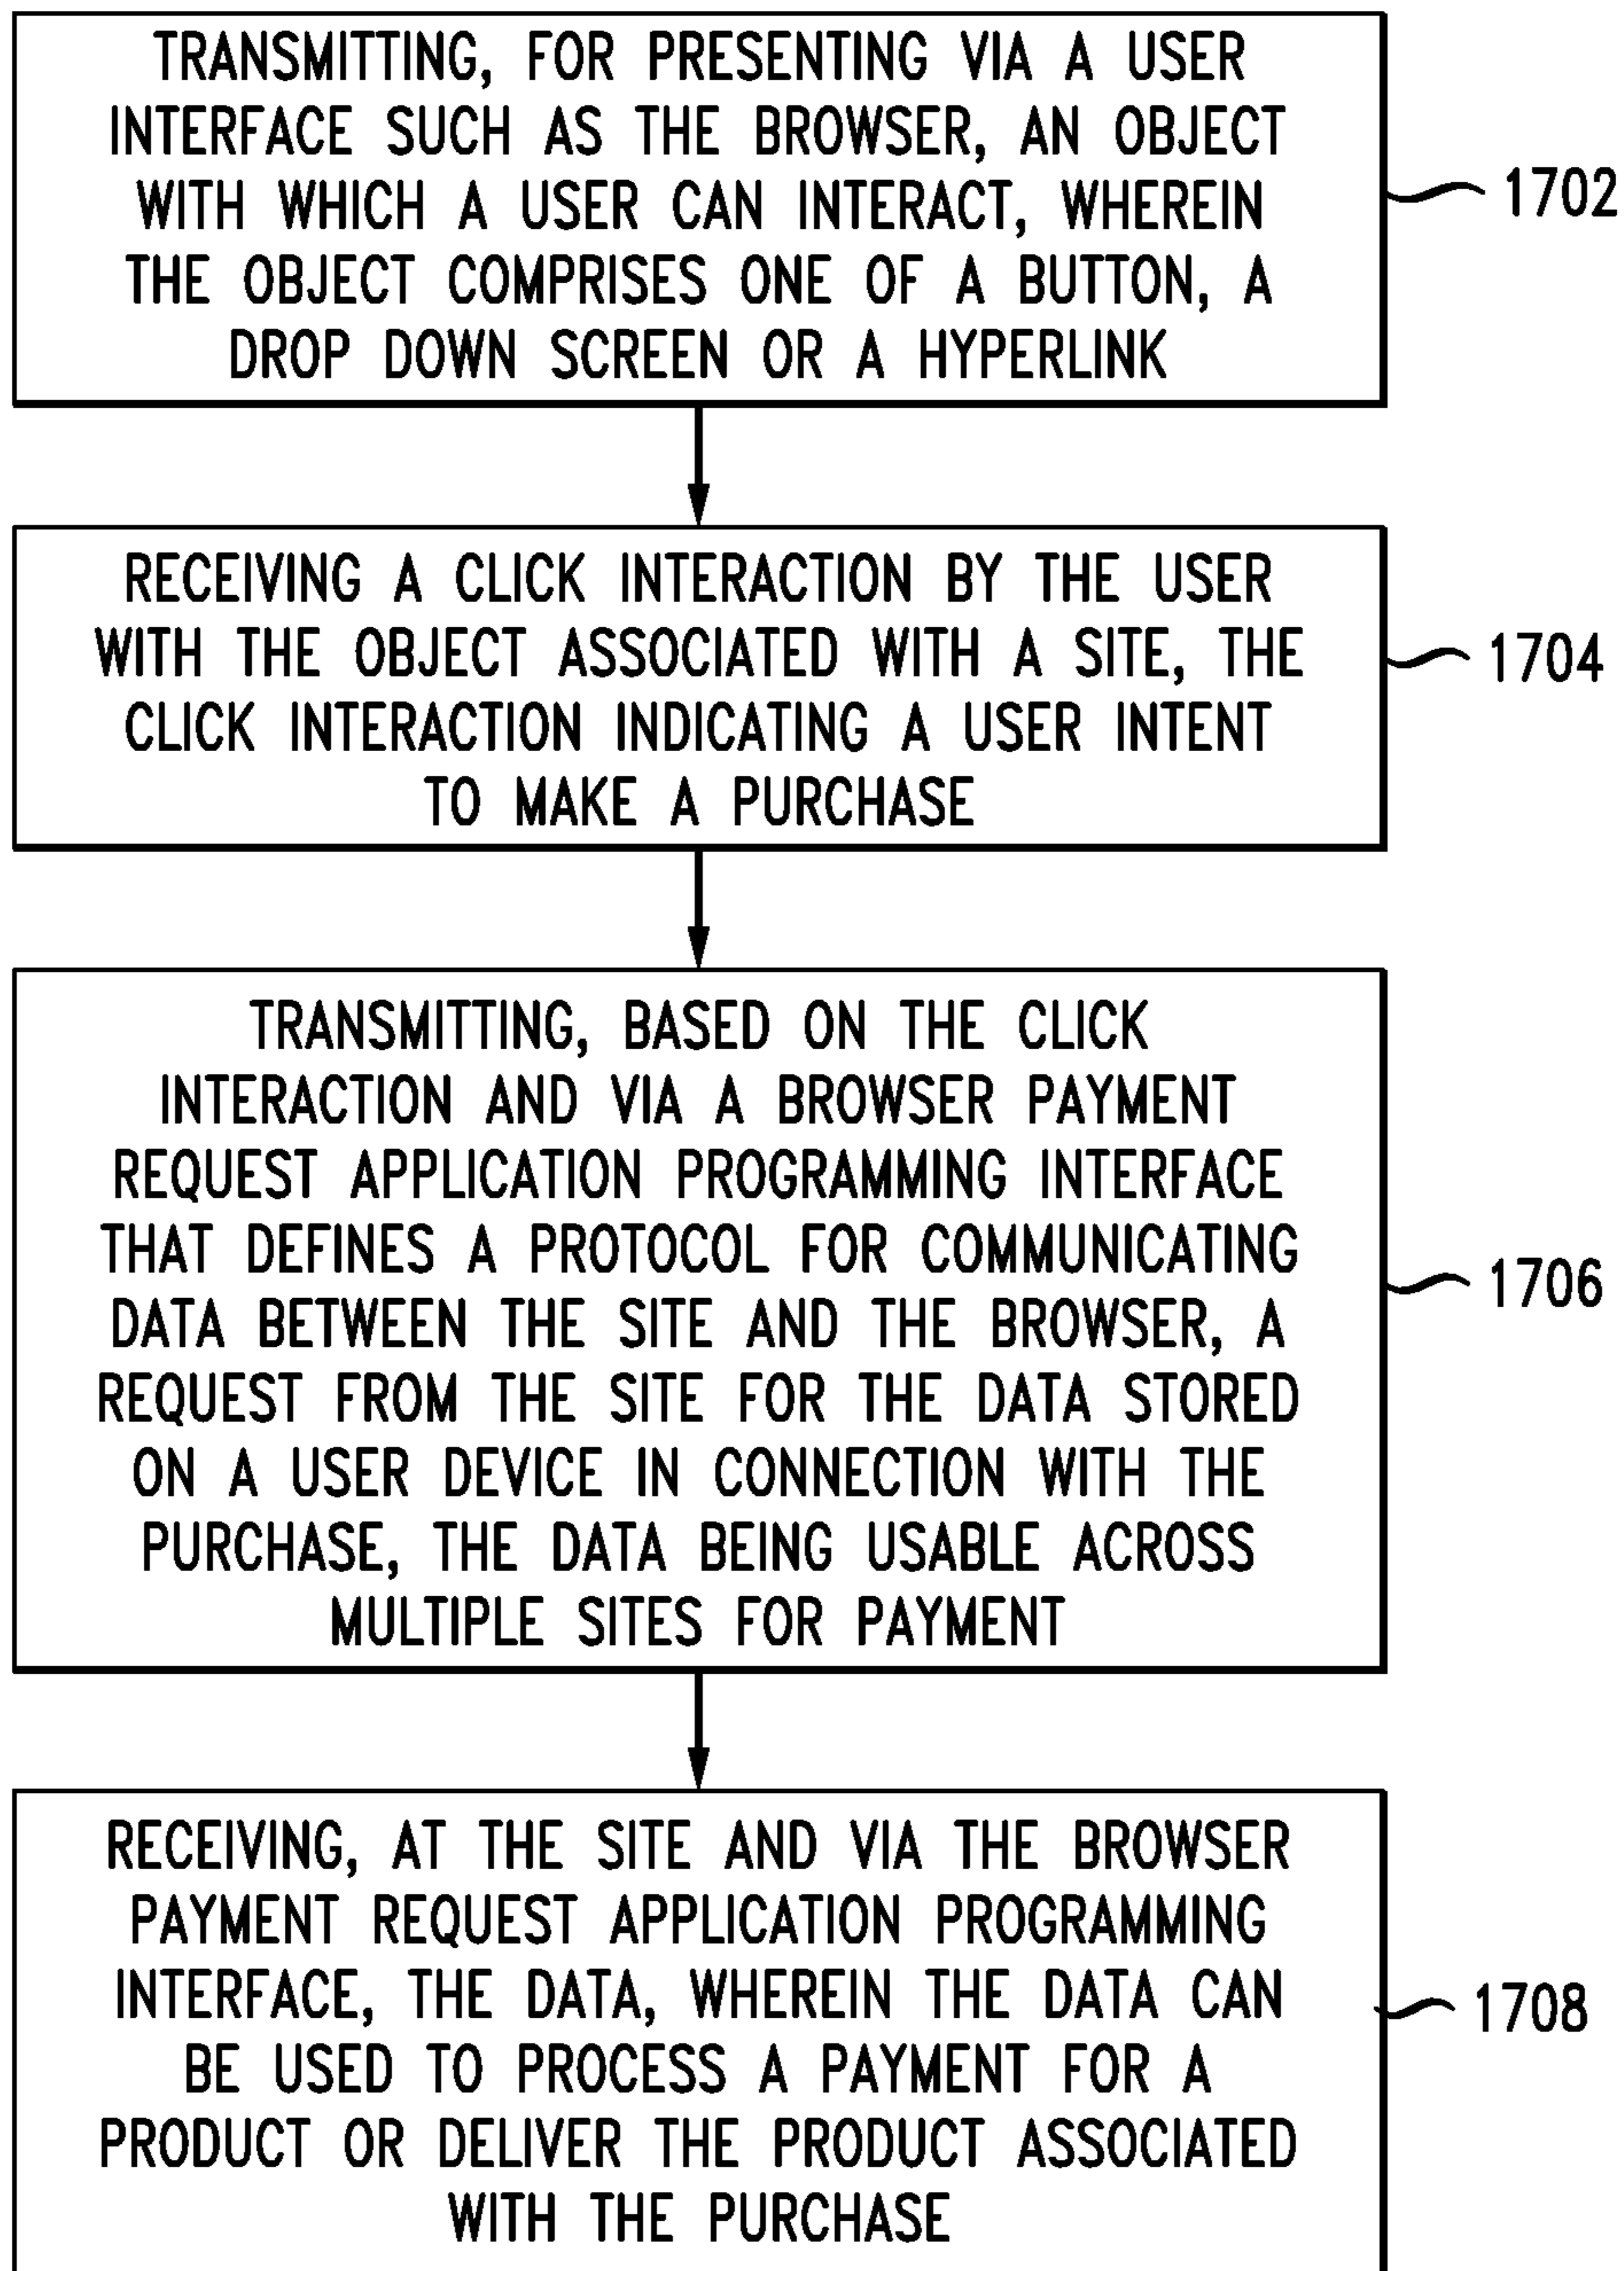 TRANSMITTING, FOR PRESENTING VIA A USER
INTERFACE SUCH AS THE BROWSER, AN OBJECT
WITH WHICH A USER CAN INTERACT, WHEREIN
THE OBJECT COMPRISES ONE OF A BUTTON, A
DROP DOWN SCREEN OR A HYPERLINK
1702
RECEIVING A CLICK INTERACTION BY THE USER
WITH THE OBJECT ASSOCIATED WITH A SITE, THE
CLICK INTERACTION INDICATING A USER INTENT
TO MAKE A PURCHASE
1704
TRANSMITTING, BASED ON THE CLICK
INTERACTION AND VIA A BROWSER PAYMENT
REQUEST APPLICATION PROGRAMMING INTERFACE
THAT DEFINES A PROTOCOL FOR COMMUNICATING
DATA BETWEEN THE SITE AND THE BROWSER, A
REQUEST FROM THE SITE FOR THE DATA STORED
ON A USER DEVICE IN CONNECTION WITH THE
PURCHASE, THE DATA BEING USABLE ACROSS
MULTIPLE SITES FOR PAYMENT
1706
RECEIVING, AT THE SITE AND VIA THE BROWSER
PAYMENT REQUEST APPLICATION PROGRAMMING
INTERFACE, THE DATA, WHEREIN THE DATA CAN
BE USED TO PROCESS A PAYMENT FOR A
PRODUCT OR DELIVER THE PRODUCT ASSOCIATED
WITH THE PURCHASE
1708